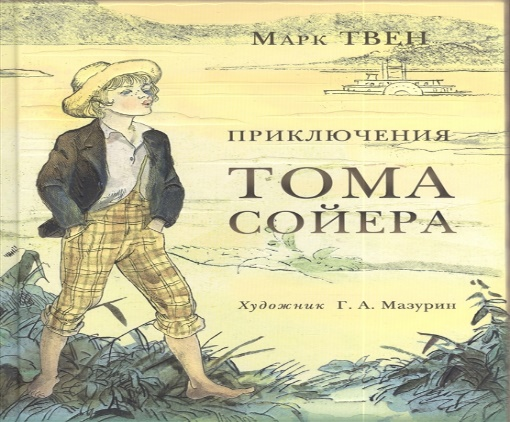 Марк ТВЕН
ПРИКЛЮЧЕНИЯ
ТОМА
СОЙЕРА
Художник Г. А. Мазурин